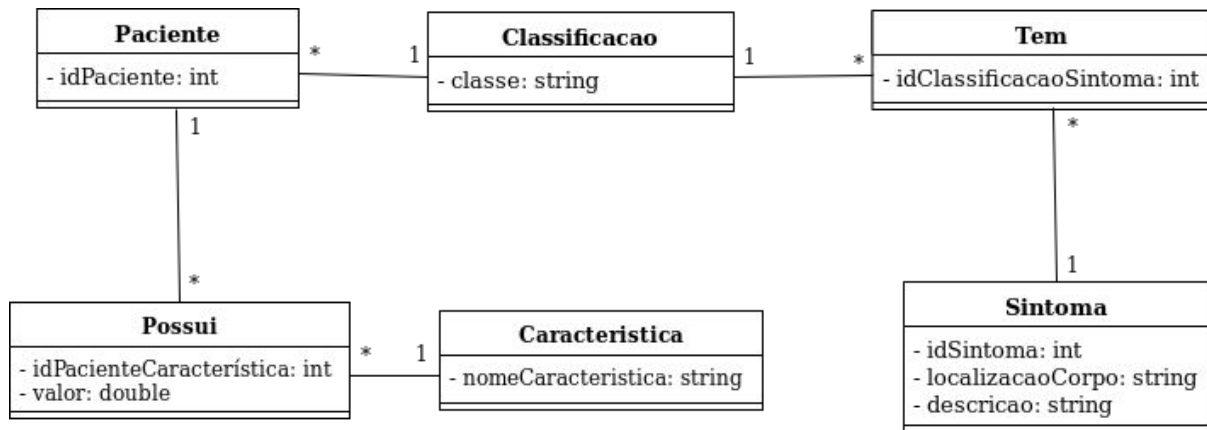 Paciente
- idPaciente: int
*
1
Classificacao
- classe: string
1
*
Tem
- idClassificacaoSintoma: int
1
*
*
1
Possui
- idPacienteCaracterística: int
- valor: double
*
1
Caracteristica
- nomeCaracteristica: string
Sintoma
- idSintoma: int
- localizacaoCorpo: string
- descricao: string